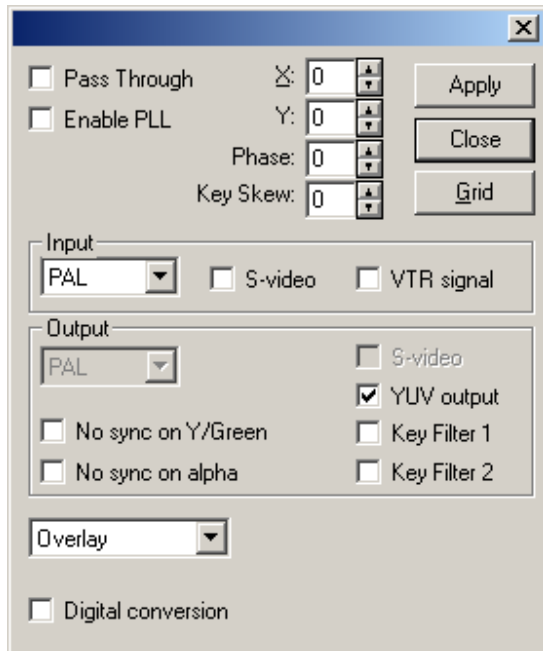 Pass Through X: 0 Apply
Enable PLL Y: 0 Close
Phase: 0
Key Skew: 0 Grid
Input
PAL S-video VTR signal
Output
PAL S-video
YUV output
No sync on Y/Green Key Filter 1
No sync on alpha Key Filter 2
Overlay
Digital conversion